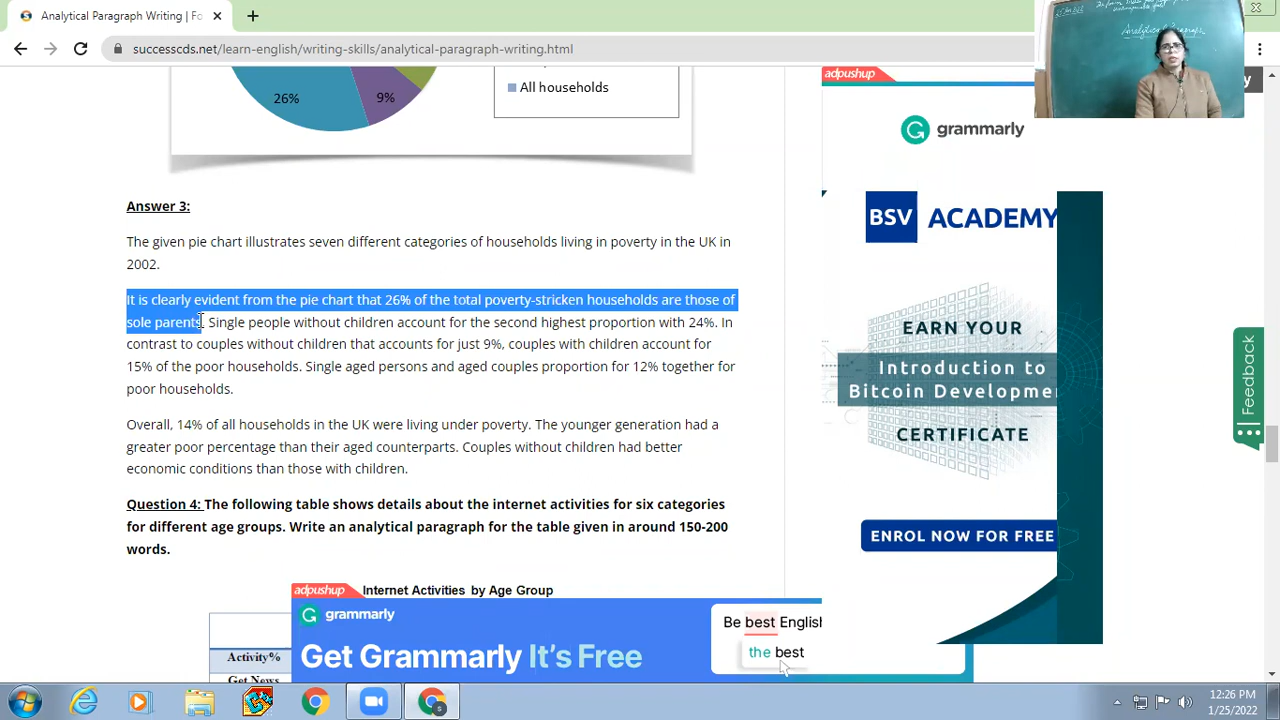 Analytical Paragraph Writing | Fo
successcds.net/learn-english/writing-skills/analytical-paragraph-writing.html
Analytical Paragraph
26%
9%
All households
adpushup
grammarly
Answer 3:
The given pie chart illustrates seven different categories of households living in poverty in the UK in
2002.
It is clearly evident from the pie chart that 26% of the total poverty-stricken households are those of
sole parents. Single people without children account for the second highest proportion with 24%. In
contrast to couples without children that accounts for just 9%, couples with children account for
15% of the poor households. Single aged persons and aged couples proportion for 12% together for
poor households.
Overall, 14% of all households in the UK were living under poverty. The younger generation had a
greater poor percentage than their aged counterparts. Couples without children had better
economic conditions than those with children.
Question 4: The following table shows details about the internet activities for six categories
for different age groups. Write an analytical paragraph for the table given in around 150-200
words.
BSV ACADEMY
EARN YOUR
Introduction to
Bitcoin Developme
CERTIFICATE
ENROL NOW FOR FREE
Feedback
adpushup
Internet Activities by Age Group
grammarly
Get Grammarly It's Free
Be best English
the best
Activity%
Get News
12:26 PM
1/25/2022